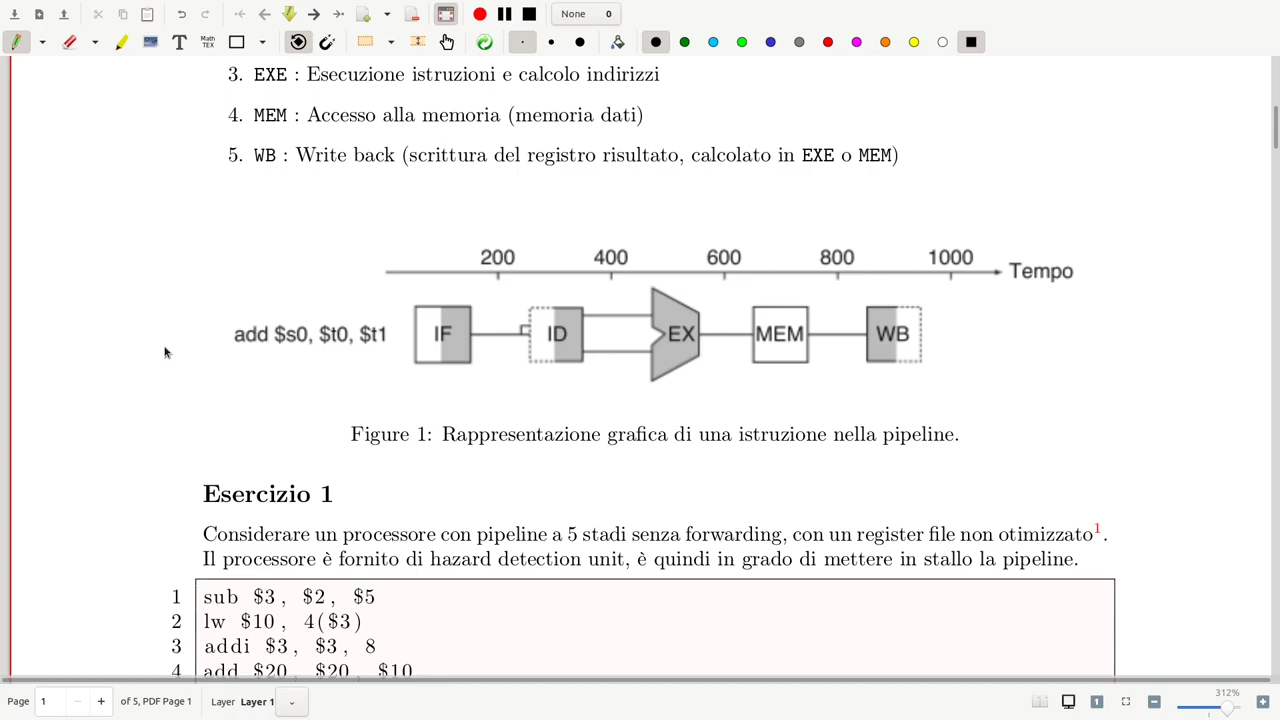 None 0
T Math TEX
3. EXE : Esecuzione istruzioni e calcolo indirizzi
4. MEM : Accesso alla memoria (memoria dati)
5. WB : Write back (scrittura del registro risultato, calcolato in EXE o MEM)
200 400 600 800 1000
Tempo
add $s0, $t0, $t1 IF ID EX MEM WB
Figure 1: Rappresentazione grafica di una istruzione nella pipeline.
Esercizio 1
Considerare un processore con pipeline a 5 stadi senza forwarding, con un register file non otimizzato1.
Il processore è fornito di hazard detection unit, è quindi in grado di mettere in stallo la pipeline.
1 sub $3, $2, $5
2 lw $10, 4($3)
3 addi $3, $3, 8
4 add $20, $20, $10
Page 1 − + of 5, PDF Page 1 Layer Layer 1 312%